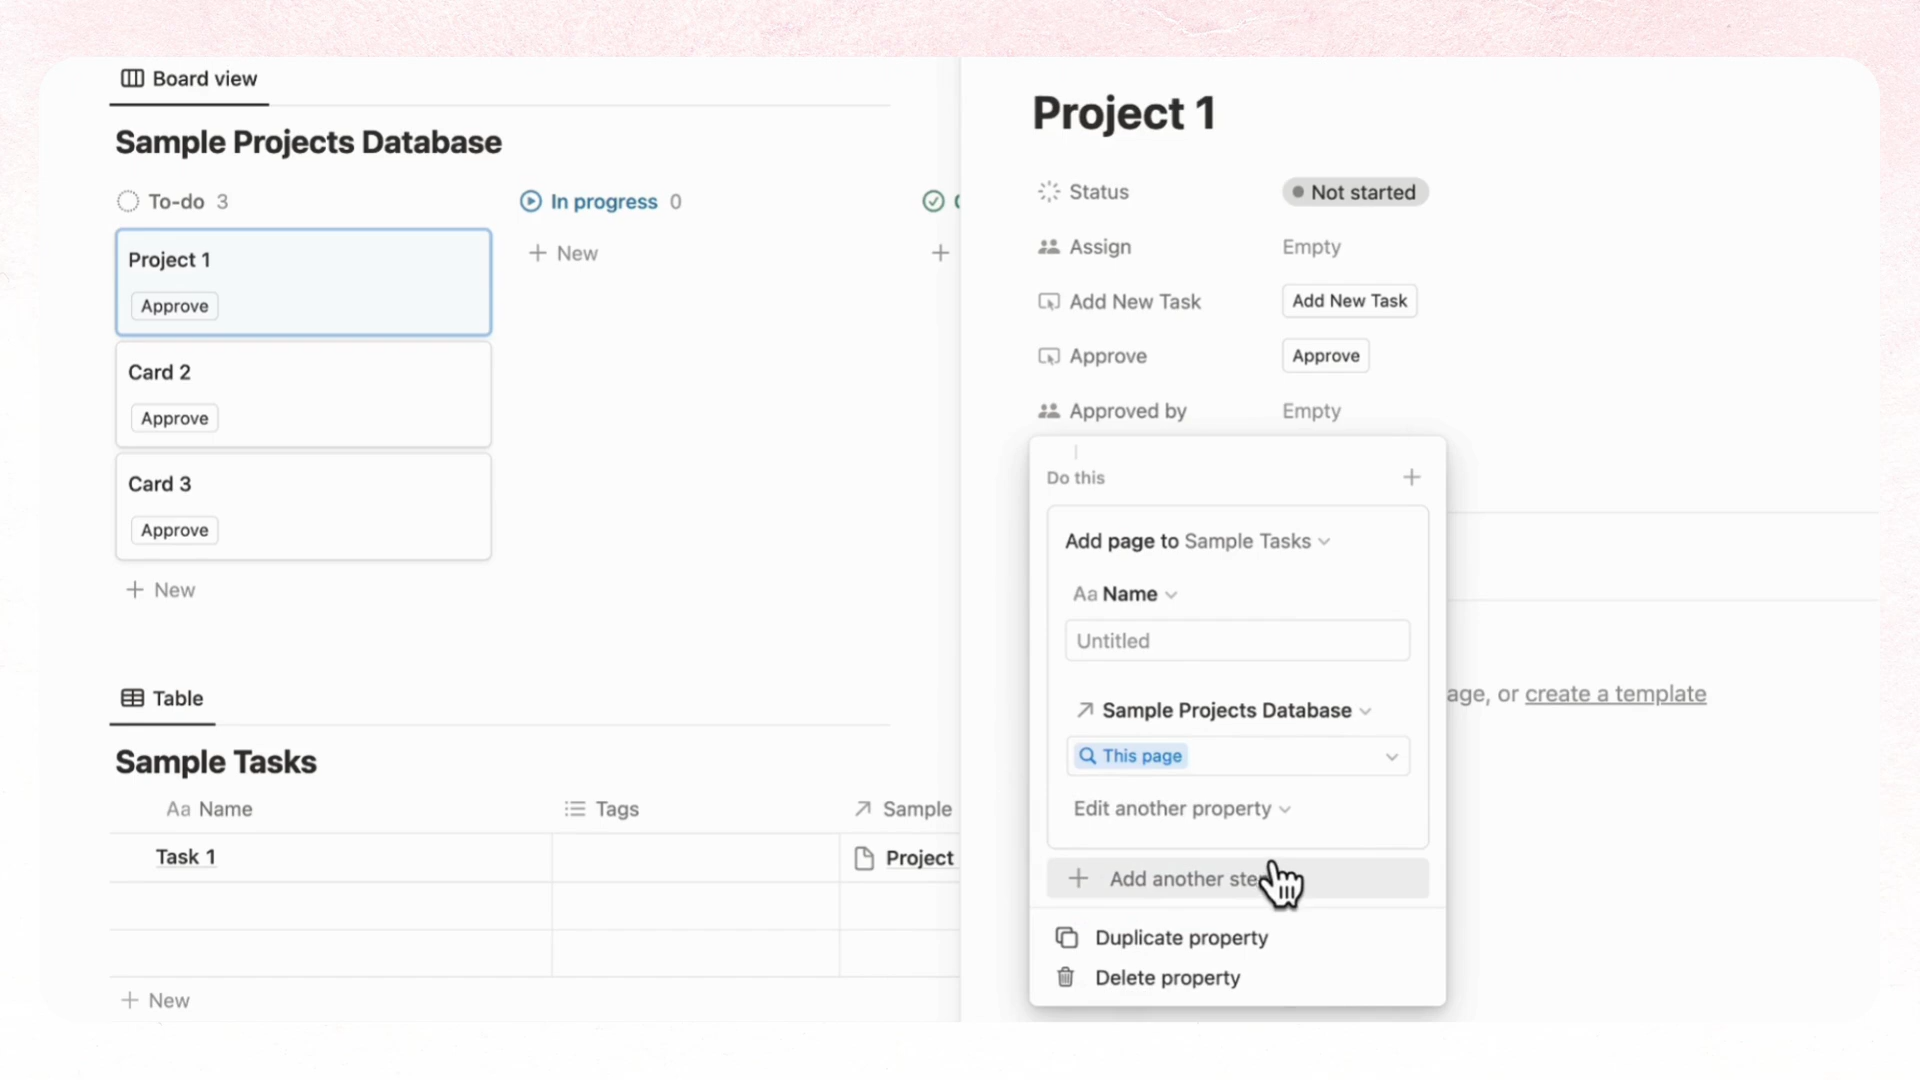 Board view
Sample Projects Database
To-do 3
In progress 0
Project 1
Approve
New
Card 2
Approve
Card 3
Approve
New
Table
Sample Tasks
Aa Name
Tags
Sample
Task 1
Project
New
Project 1
Status
Not started
Assign
Empty
Add New Task
Add New Task
Approve
Approve
Approved by
Empty
Do this
Add page to Sample Tasks
Aa Name
Untitled
Sample Projects Database
This page
Edit another property
Add another ste
Duplicate property
Delete property
age, or create a template